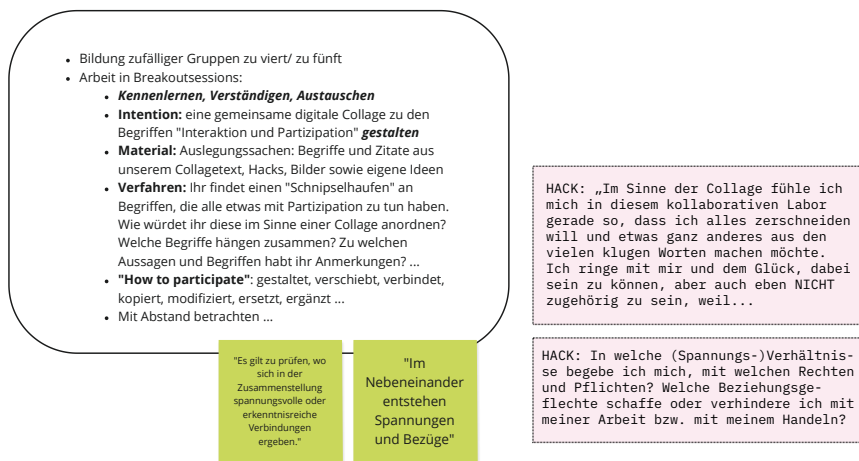 Bildung zufälliger Gruppen zu viert/ zu fünft
Arbeit in Breakoutsessions:
Kennenlernen, Verständigen, Austauschen
Intention: eine gemeinsame digitale Collage zu den
Begriffen "Interaktion und Partizipation" gestalten
Material: Auslegungssachen: Begriffe und Zitate aus
unserem Collagetext, Hacks, Bilder sowie eigene Ideen
Verfahren: Ihr findet einen "Schnipselhaufen" an
Begriffen, die alle etwas mit Partizipation zu tun haben.
Wie würdet ihr diese im Sinne einer Collage anordnen?
Welche Begriffe hängen zusammen? Zu welchen
Aussagen und Begriffen habt ihr Anmerkungen? ...
"How to participate": gestaltet, verschiebt, verbindet,
kopiert, modifiziert, ersetzt, ergänzt ...
Mit Abstand betrachten ...
"Es gilt zu prüfen, wo
sich in der
Zusammenstellung
spannungsvolle oder
erkenntnisreiche
Verbindungen
ergeben."
"Im
Nebeneinander
entstehen
Spannungen
und Bezüge"
HACK: „Im Sinne der Collage fühle ich
mich in diesem kollaborativen Labor
gerade so, dass ich alles zerschneiden
will und etwas ganz anderes aus den
vielen klugen Worten machen möchte.
Ich ringe mit mir und dem Glück, dabei
sein zu können, aber auch eben NICHT
zugehörig zu sein, weil...
HACK: In welche (Spannungs-)Verhältnis-
se begebe ich mich, mit welchen Rechten
und Pflichten? Welche Beziehungsge-
flechte schaffe oder verhindere ich mit
meiner Arbeit bzw. mit meinem Handeln?